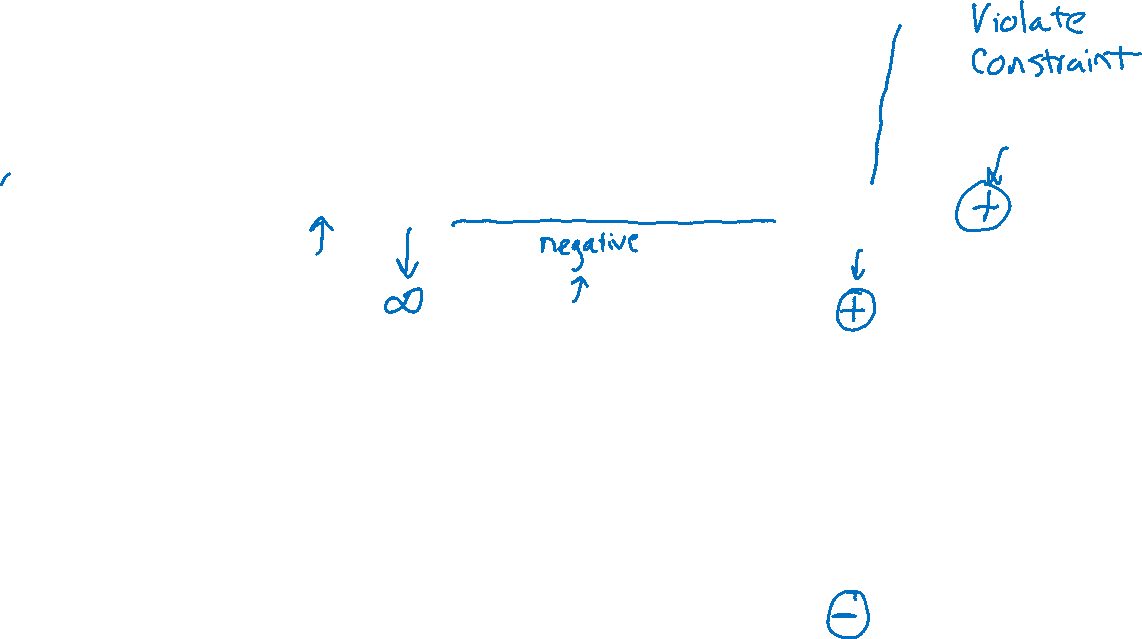 Violate
Constraint
+
negative
∞
+
−